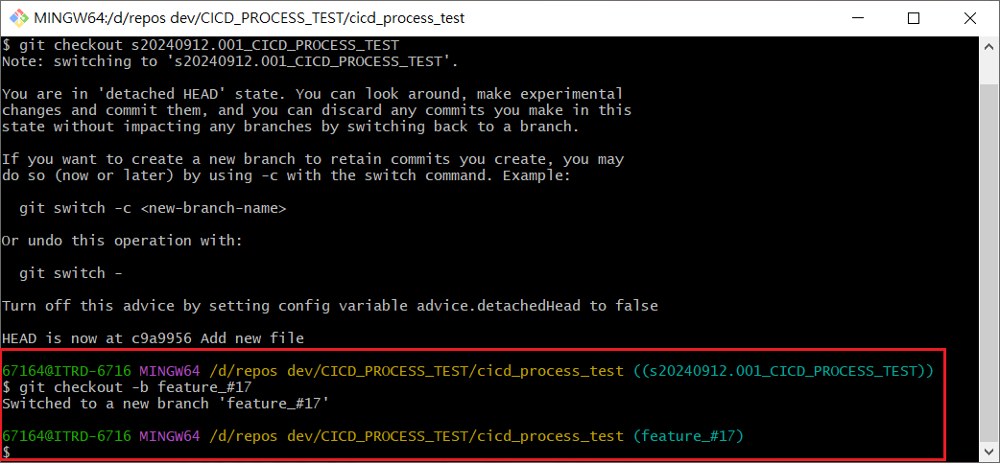 MINGW64:/d/repos dev/CICD_PROCESS_TEST/cicd_process_test
$ git checkout s20240912.001_CICD_PROCESS_TEST
Note: switching to 's20240912.001_CICD_PROCESS_TEST'.
You are in 'detached HEAD' state. You can look around, make experimental
changes and commit them, and you can discard any commits you make in this
state without impacting any branches by switching back to a branch.
If you want to create a new branch to retain commits you create, you may
do so (now or later) by using -c with the switch command. Example:
git switch -c <new-branch-name>
Or undo this operation with:
git switch -
Turn off this advice by setting config variable advice.detachedHead to false
HEAD is now at c9a9956 Add new file
67164@ITRD-6716 MINGW64 /d/repos dev/CICD_PROCESS_TEST/cicd_process_test ((s20240912.001_CICD_PROCESS_TEST))
$ git checkout -b feature_#17
Switched to a new branch 'feature_#17'
67164@ITRD-6716 MINGW64 /d/repos dev/CICD_PROCESS_TEST/cicd_process_test (feature_#17)
$